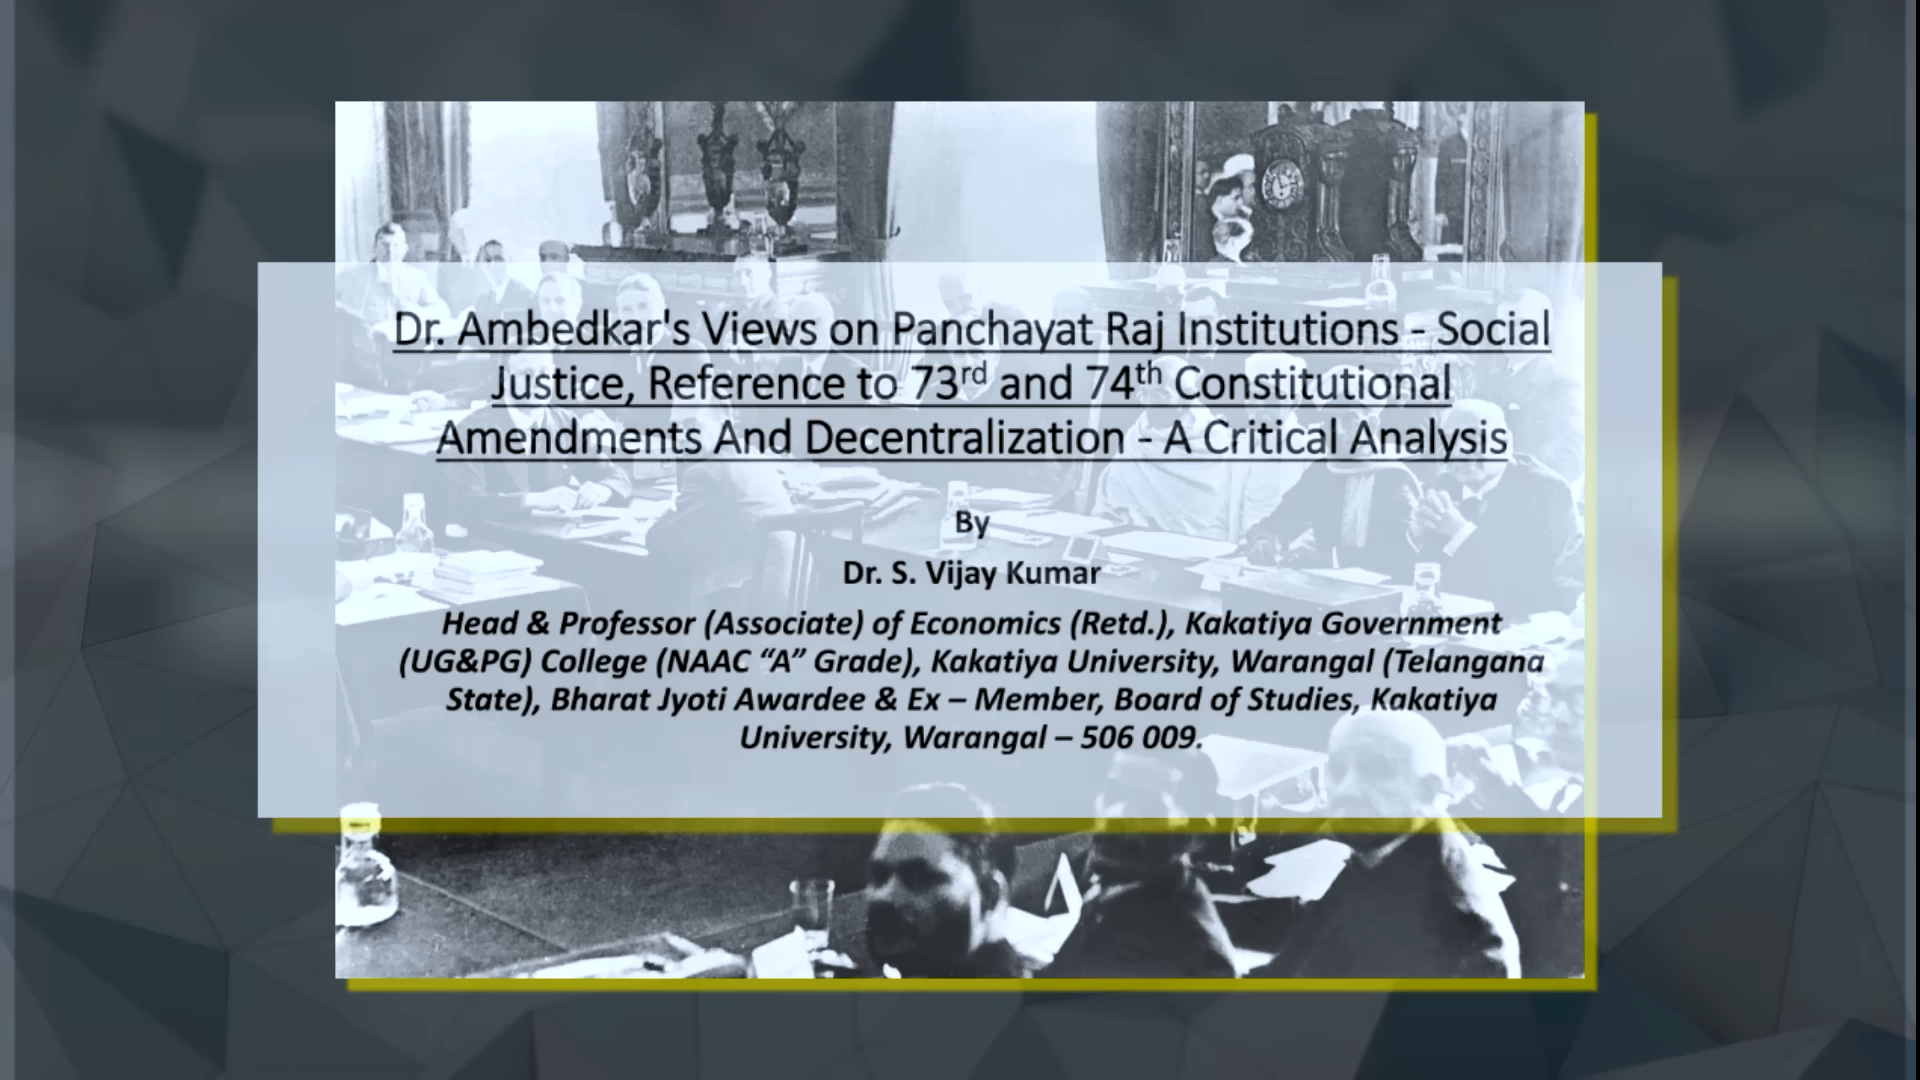 Dr. Ambedkar's Views on Panchayat Raj Institutions - Social
Justice, Reference to 73rd and 74th Constitutional
Amendments And Decentralization - A Critical Analysis
By
Dr. S. Vijay Kumar
Head & Professor (Associate) of Economics (Retd.), Kakatiya Government
(UG&PG) College (NAAC “A” Grade), Kakatiya University, Warangal (Telangana
State), Bharat Jyoti Awardee & Ex – Member, Board of Studies, Kakatiya
University, Warangal – 506 009.